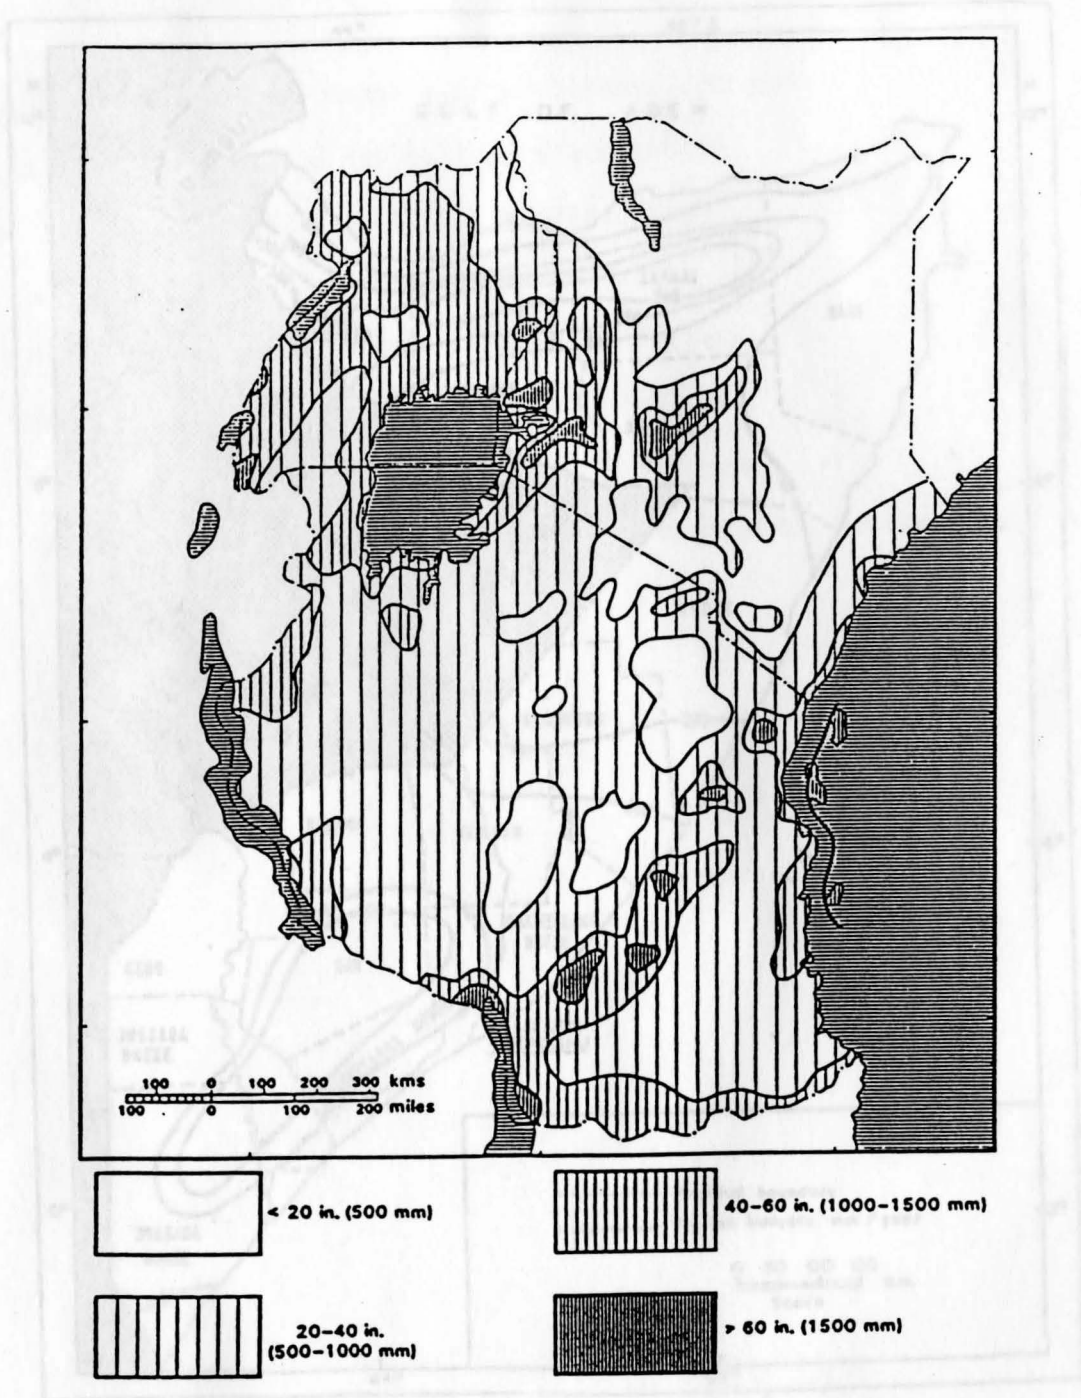 100 0 100 200 300 kms
100 0 100 200 miles
< 20 in. (500 mm)
40-60 in. (1000-1500 mm)
20-40 in.
(500-1000 mm)
> 60 in. (1500 mm)